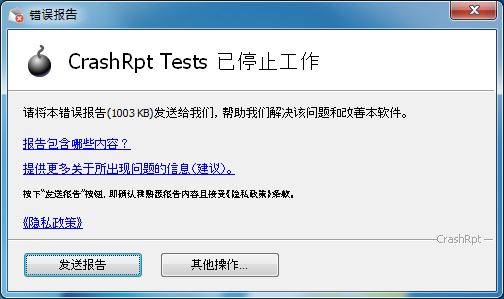 错误报告
CrashRpt Tests 已停止工作
请将本错误报告(1003 KB)发送给我们, 帮助我们解决该问题和改善本软件。
报告包含哪些内容?
提供更多关于所出现问题的信息(建议)。
按下"发送报告"按钮, 即确认我熟悉报告内容且接受《隐私政策》条款。
《隐私政策》
CrashRpt
发送报告
其他操作...